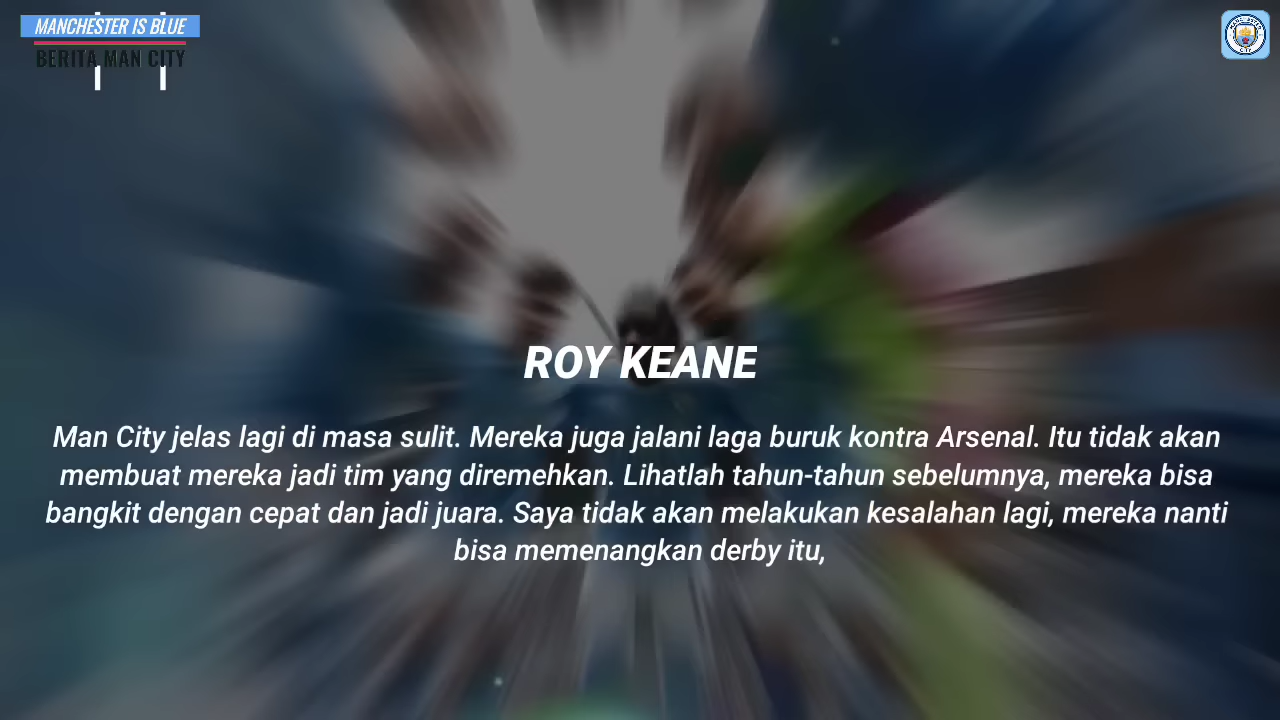 MANCHESTER IS BLUE
BERITA MAN CITY
ROY KEANE
Man City jelas lagi di masa sulit. Mereka juga jalani laga buruk kontra Arsenal. Itu tidak akan
membuat mereka jadi tim yang diremehkan. Lihatlah tahun-tahun sebelumnya, mereka bisa
bangkit dengan cepat dan jadi juara. Saya tidak akan melakukan kesalahan lagi, mereka nanti
bisa memenangkan derby itu,